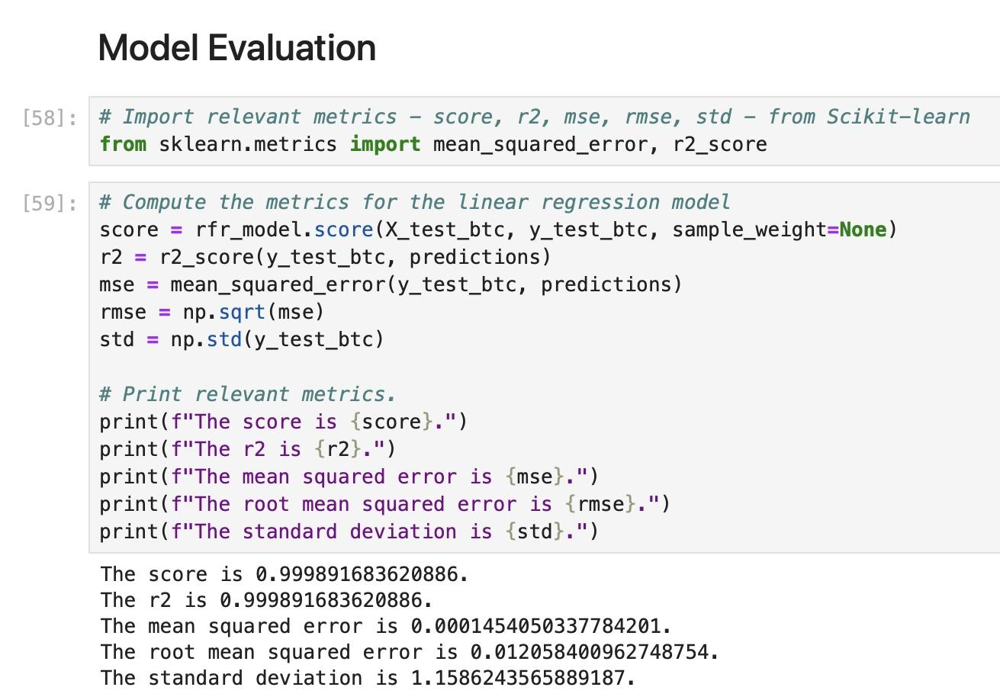 Model Evaluation
[58]:
# Import relevant metrics – score, r2, mse, rmse, std – from Scikit-learn
from sklearn.metrics import mean_squared_error, r2_score
[59]:
# Compute the metrics for the linear regression model
score = rfr_model.score(X_test_btc, y_test_btc, sample_weight=None)
r2 = r2_score(y_test_btc, predictions)
mse = mean_squared_error(y_test_btc, predictions)
rmse = np.sqrt(mse)
std = np.std(y_test_btc)
# Print relevant metrics.
print(f"The score is {score}.")
print(f"The r2 is {r2}.")
print(f"The mean squared error is {mse}.")
print(f"The root mean squared error is {rmse}.")
print(f"The standard deviation is {std}.")
The score is 0.999891683620886.
The r2 is 0.999891683620886.
The mean squared error is 0.0001454050337784201.
The root mean squared error is 0.012058400962748754.
The standard deviation is 1.1586243565889187.